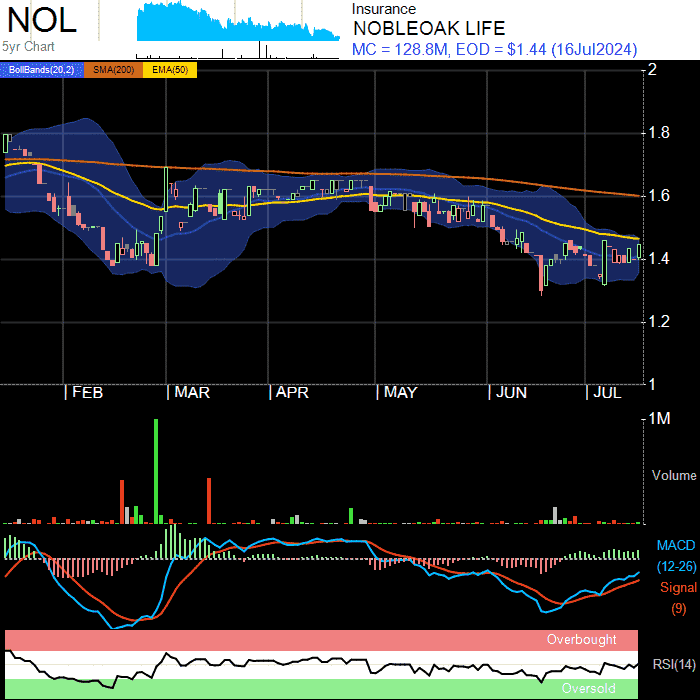 NOL
5yr Chart
Insurance
NOBLEOAK LIFE
MC = 128.8M, EOD = $1.44 (16Jul2024)
BollBands(20,2) SMA(200) EMA(50)
2
1.8
1.6
1.4
1.2
1
FEB MAR APR MAY JUN JUL
1M
Volume
MACD
(12-26)
Signal
(9)
Overbought
RSI(14)
Oversold